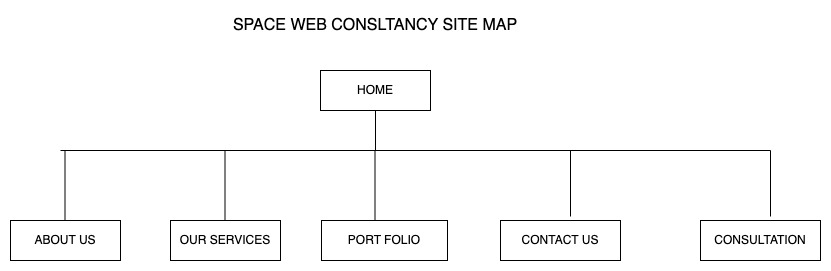 SPACE WEB CONSLTANCY SITE MAP
HOME
ABOUT US
OUR SERVICES
PORT FOLIO
CONTACT US
CONSULTATION